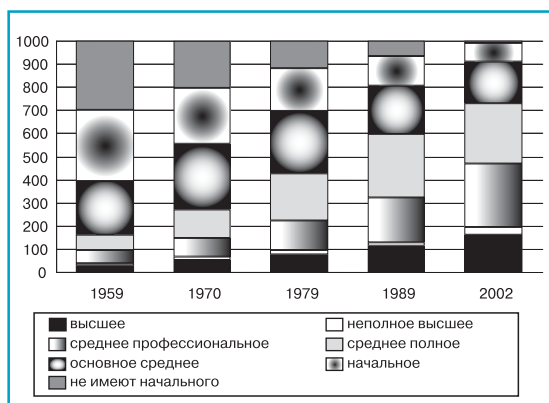 1000
900
800
700
600
500
400
300
200
100
0
1959 1970 1979 1989 2002
высшее неполное высшее
среднее профессиональное среднее полное
основное среднее начальное
не имеют начального